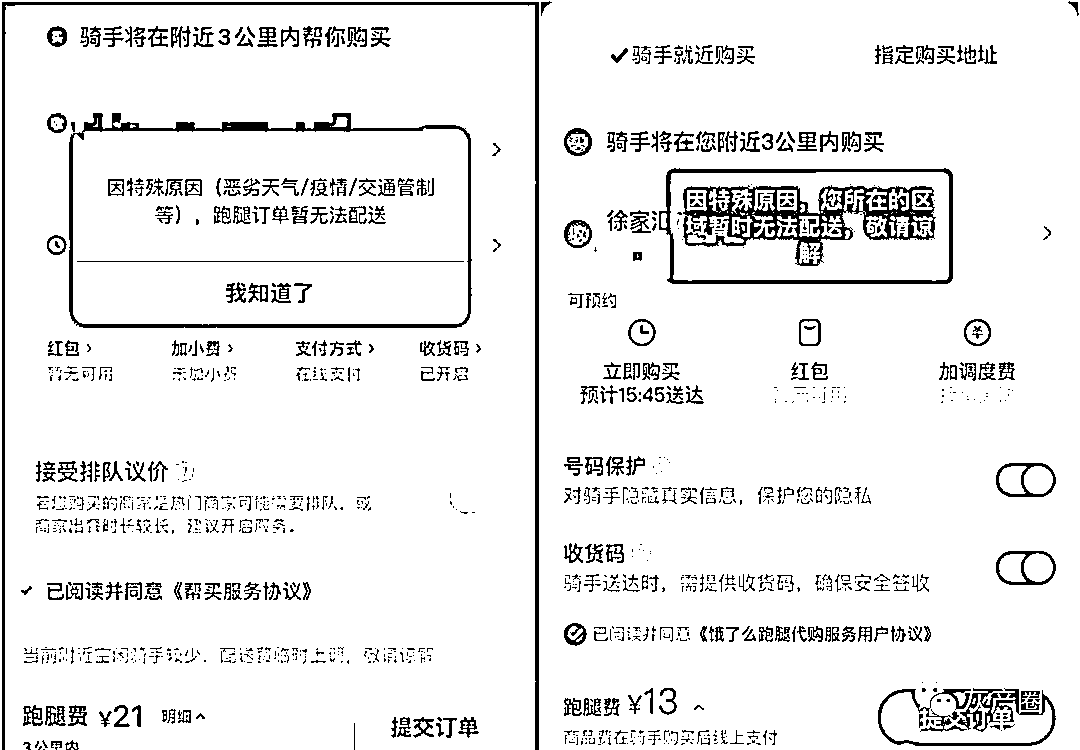 骑手将在附近3公里内帮你购买
因特殊原因（恶劣天气/疫情/交通管制
等），跑腿订单暂无法配送
我知道了
红包 >
加小费 >
支付方式 >
收货码 >
暂无可用
未加小费
在线支付
已开启
接受排队议价
若您购买的商家是热门商家可能需要排队，或
商家出餐时长较长，建议开启服务。
已阅读并同意《帮买服务协议》
当前附近空闲骑手较少，配送费临时上调，敬请谅解
跑腿费 ¥21 明细
提交订单
3公里内
骑手就近购买
指定购买地址
骑手将在您附近3公里内购买
徐家汇
因特殊原因，您所在的区
域暂时无法配送，敬请谅
解
可预约
立即购买
红包
加调度费
预计15:45送达
号码保护
对骑手隐藏真实信息，保护您的隐私
收货码
骑手送达时，需提供收货码，确保安全签收
已阅读并同意《饿了么跑腿代购服务用户协议》
跑腿费 ¥13
提交订单
灰产圈
商品费在骑手购买后线上支付